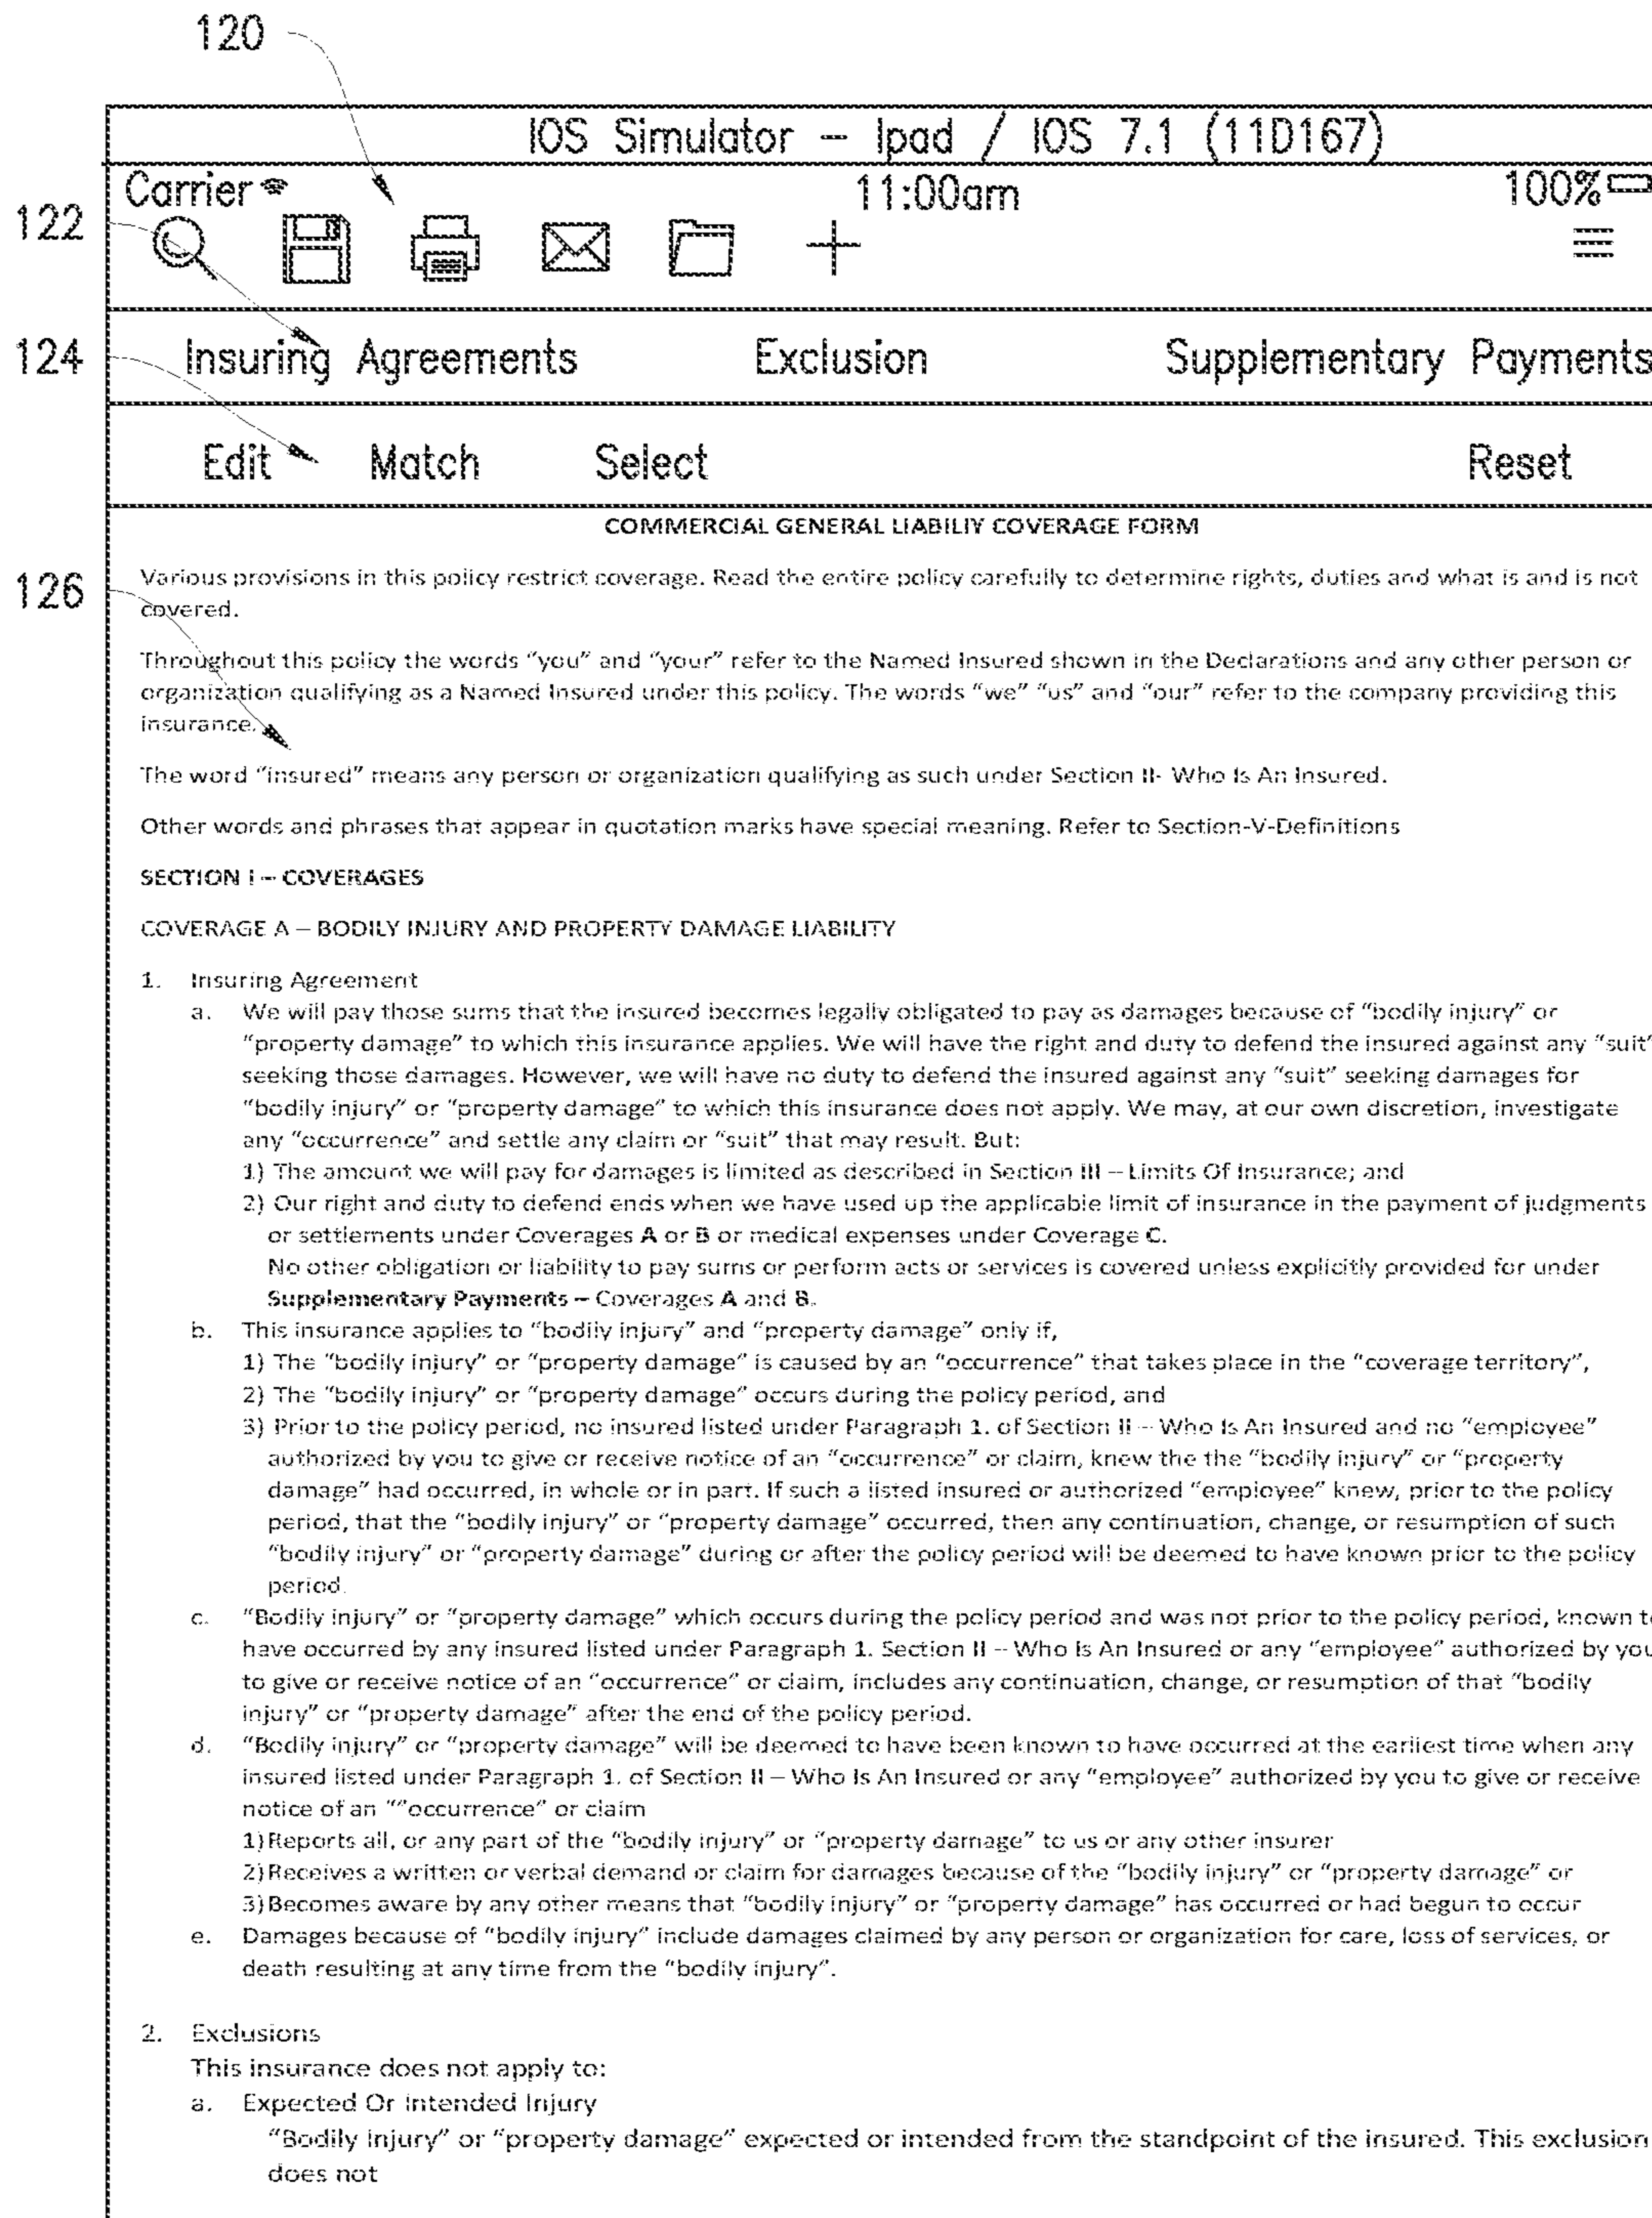 120
IOS Simulator – Ipad / IOS 7.1 (11D167)
Carrier 11:00am 100%
122
124 Insuring Agreements Exclusion Supplementary Payments
Edit Match Select Reset
COMMERCIAL GENERAL LIABILIY COVERAGE FORM
126
Various provisions in this policy restrict coverage. Read the entire policy carefully to determine rights, duties and what is and is not
covered.
Throughout this policy the words “you” and “your” refer to the Named Insured shown in the Declarations and any other person or
organization qualifying as a Named Insured under this policy. The words “we” “us” and “our” refer to the company providing this
insurance.
The word “insured” means any person or organization qualifying as such under Section II- Who Is An Insured.
Other words and phrases that appear in quotation marks have special meaning. Refer to Section-V-Definitions
SECTION I – COVERAGES
COVERAGE A – BODILY INJURY AND PROPERTY DAMAGE LIABILITY
1. Insuring Agreement
a. We will pay those sums that the insured becomes legally obligated to pay as damages because of “bodily injury” or
“property damage” to which this insurance applies. We will have the right and duty to defend the insured against any “suit”
seeking those damages. However, we will have no duty to defend the insured against any “suit” seeking damages for
“bodily injury” or “property damage” to which this insurance does not apply. We may, at our own discretion, investigate
any “occurrence” and settle any claim or “suit” that may result. But:
1) The amount we will pay for damages is limited as described in Section III – Limits Of Insurance; and
2) Our right and duty to defend ends when we have used up the applicable limit of insurance in the payment of judgments
or settlements under Coverages A or B or medical expenses under Coverage C.
No other obligation or liability to pay sums or perform acts or services is covered unless explicitly provided for under
Supplementary Payments – Coverages A and B.
b. This insurance applies to “bodily injury” and “property damage” only if,
1) The “bodily injury” or “property damage” is caused by an “occurrence” that takes place in the “coverage territory”,
2) The “bodily injury” or “property damage” occurs during the policy period, and
3) Prior to the policy period, no insured listed under Paragraph 1. of Section II – Who Is An Insured and no “employee”
authorized by you to give or receive notice of an “occurrence” or claim, knew the the “bodily injury” or “property
damage” had occurred, in whole or in part. If such a listed insured or authorized “employee” knew, prior to the policy
period, that the “bodily injury” or “property damage” occurred, then any continuation, change, or resumption of such
“bodily injury” or “property damage” during or after the policy period will be deemed to have known prior to the policy
period.
c. “Bodily injury” or “property damage” which occurs during the policy period and was not prior to the policy period, known to
have occurred by any insured listed under Paragraph 1. Section II – Who Is An Insured or any “employee” authorized by you
to give or receive notice of an “occurrence” or claim, includes any continuation, change, or resumption of that “bodily
injury” or “property damage” after the end of the policy period.
d. “Bodily injury” or “property damage” will be deemed to have been known to have occurred at the earliest time when any
insured listed under Paragraph 1. of Section II – Who Is An Insured or any “employee” authorized by you to give or receive
notice of an “”occurrence” or claim
1)Reports all, or any part of the “bodily injury” or “property damage” to us or any other insurer
2)Receives a written or verbal demand or claim for damages because of the “bodily injury” or “property damage” or
3)Becomes aware by any other means that “bodily injury” or “property damage” has occurred or had begun to occur
e. Damages because of “bodily injury” include damages claimed by any person or organization for care, loss of services, or
death resulting at any time from the “bodily injury”.
2. Exclusions
This insurance does not apply to:
a. Expected Or Intended Injury
“Bodily injury” or “property damage” expected or intended from the standpoint of the insured. This exclusion
does not